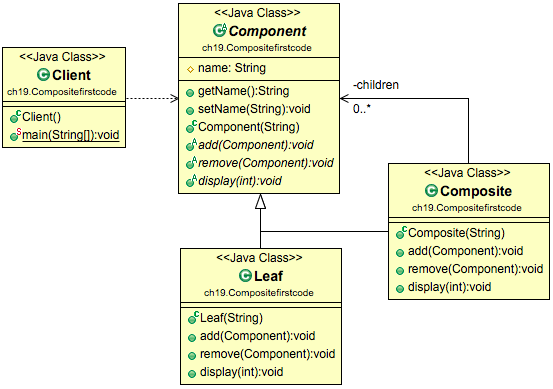 <<Java Class>>
Component
ch19.Compositefirstcode
name: String
getName():String
setName(String):void
Component(String)
add(Component):void
remove(Component):void
display(int):void
<<Java Class>>
Client
ch19.Compositefirstcode
Client()
main(String[]):void
-children
0..*
<<Java Class>>
Composite
ch19.Compositefirstcode
Composite(String)
add(Component):void
remove(Component):void
display(int):void
<<Java Class>>
Leaf
ch19.Compositefirstcode
Leaf(String)
add(Component):void
remove(Component):void
display(int):void